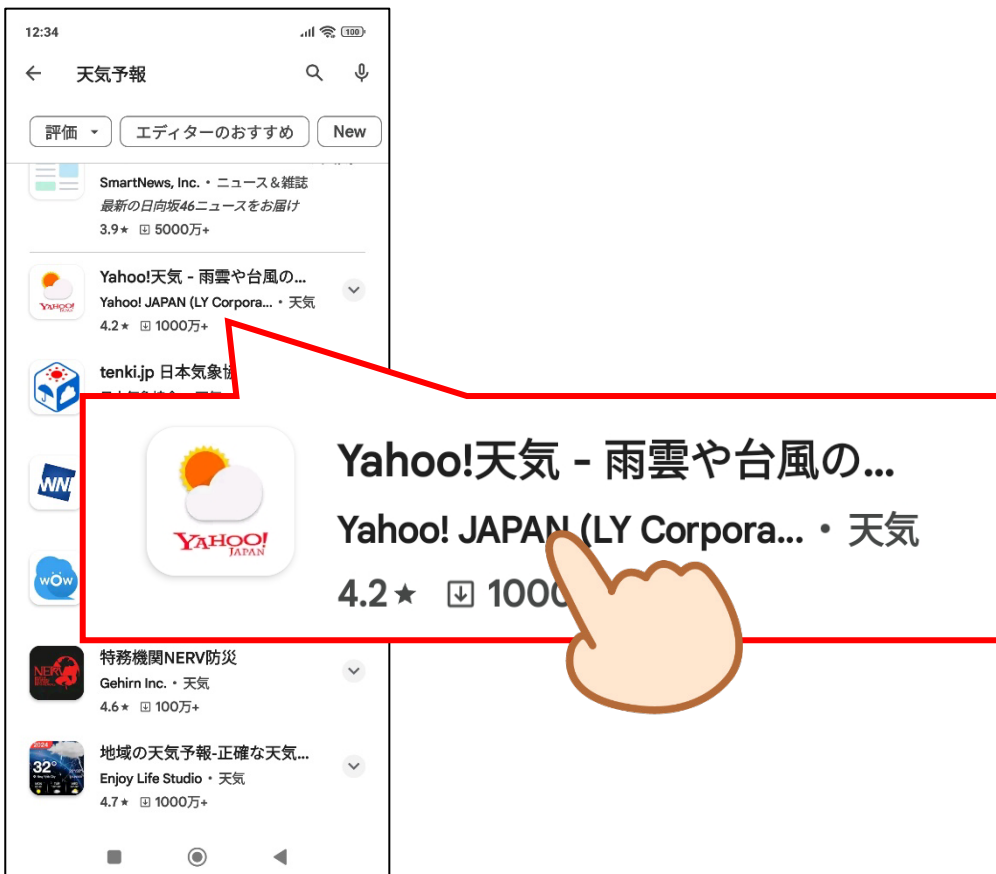 12:34
100
天気予報
評価
エディターのおすすめ
New
SmartNews, Inc.・ニュース&雑誌
最新の日向坂46ニュースをお届け
3.9★ 5000万+
Yahoo!天気 - 雨雲や台風の...
Yahoo! JAPAN (LY Corpora... ・天気
4.2★ 1000万+
YAHOO!
JAPAN
tenki.jp 日本気象
WNI
wöw
Yahoo!天気 - 雨雲や台風の...
Yahoo! JAPAN (LY Corpora... ・天気
4.2★ 1000
YAHOO!
JAPAN
特務機関NERV防災
Gehirn Inc.・天気
4.6★ 100万+
NERV
地域の天気予報-正確な天気...
Enjoy Life Studio・天気
4.7★ 1000万+
2024
32°